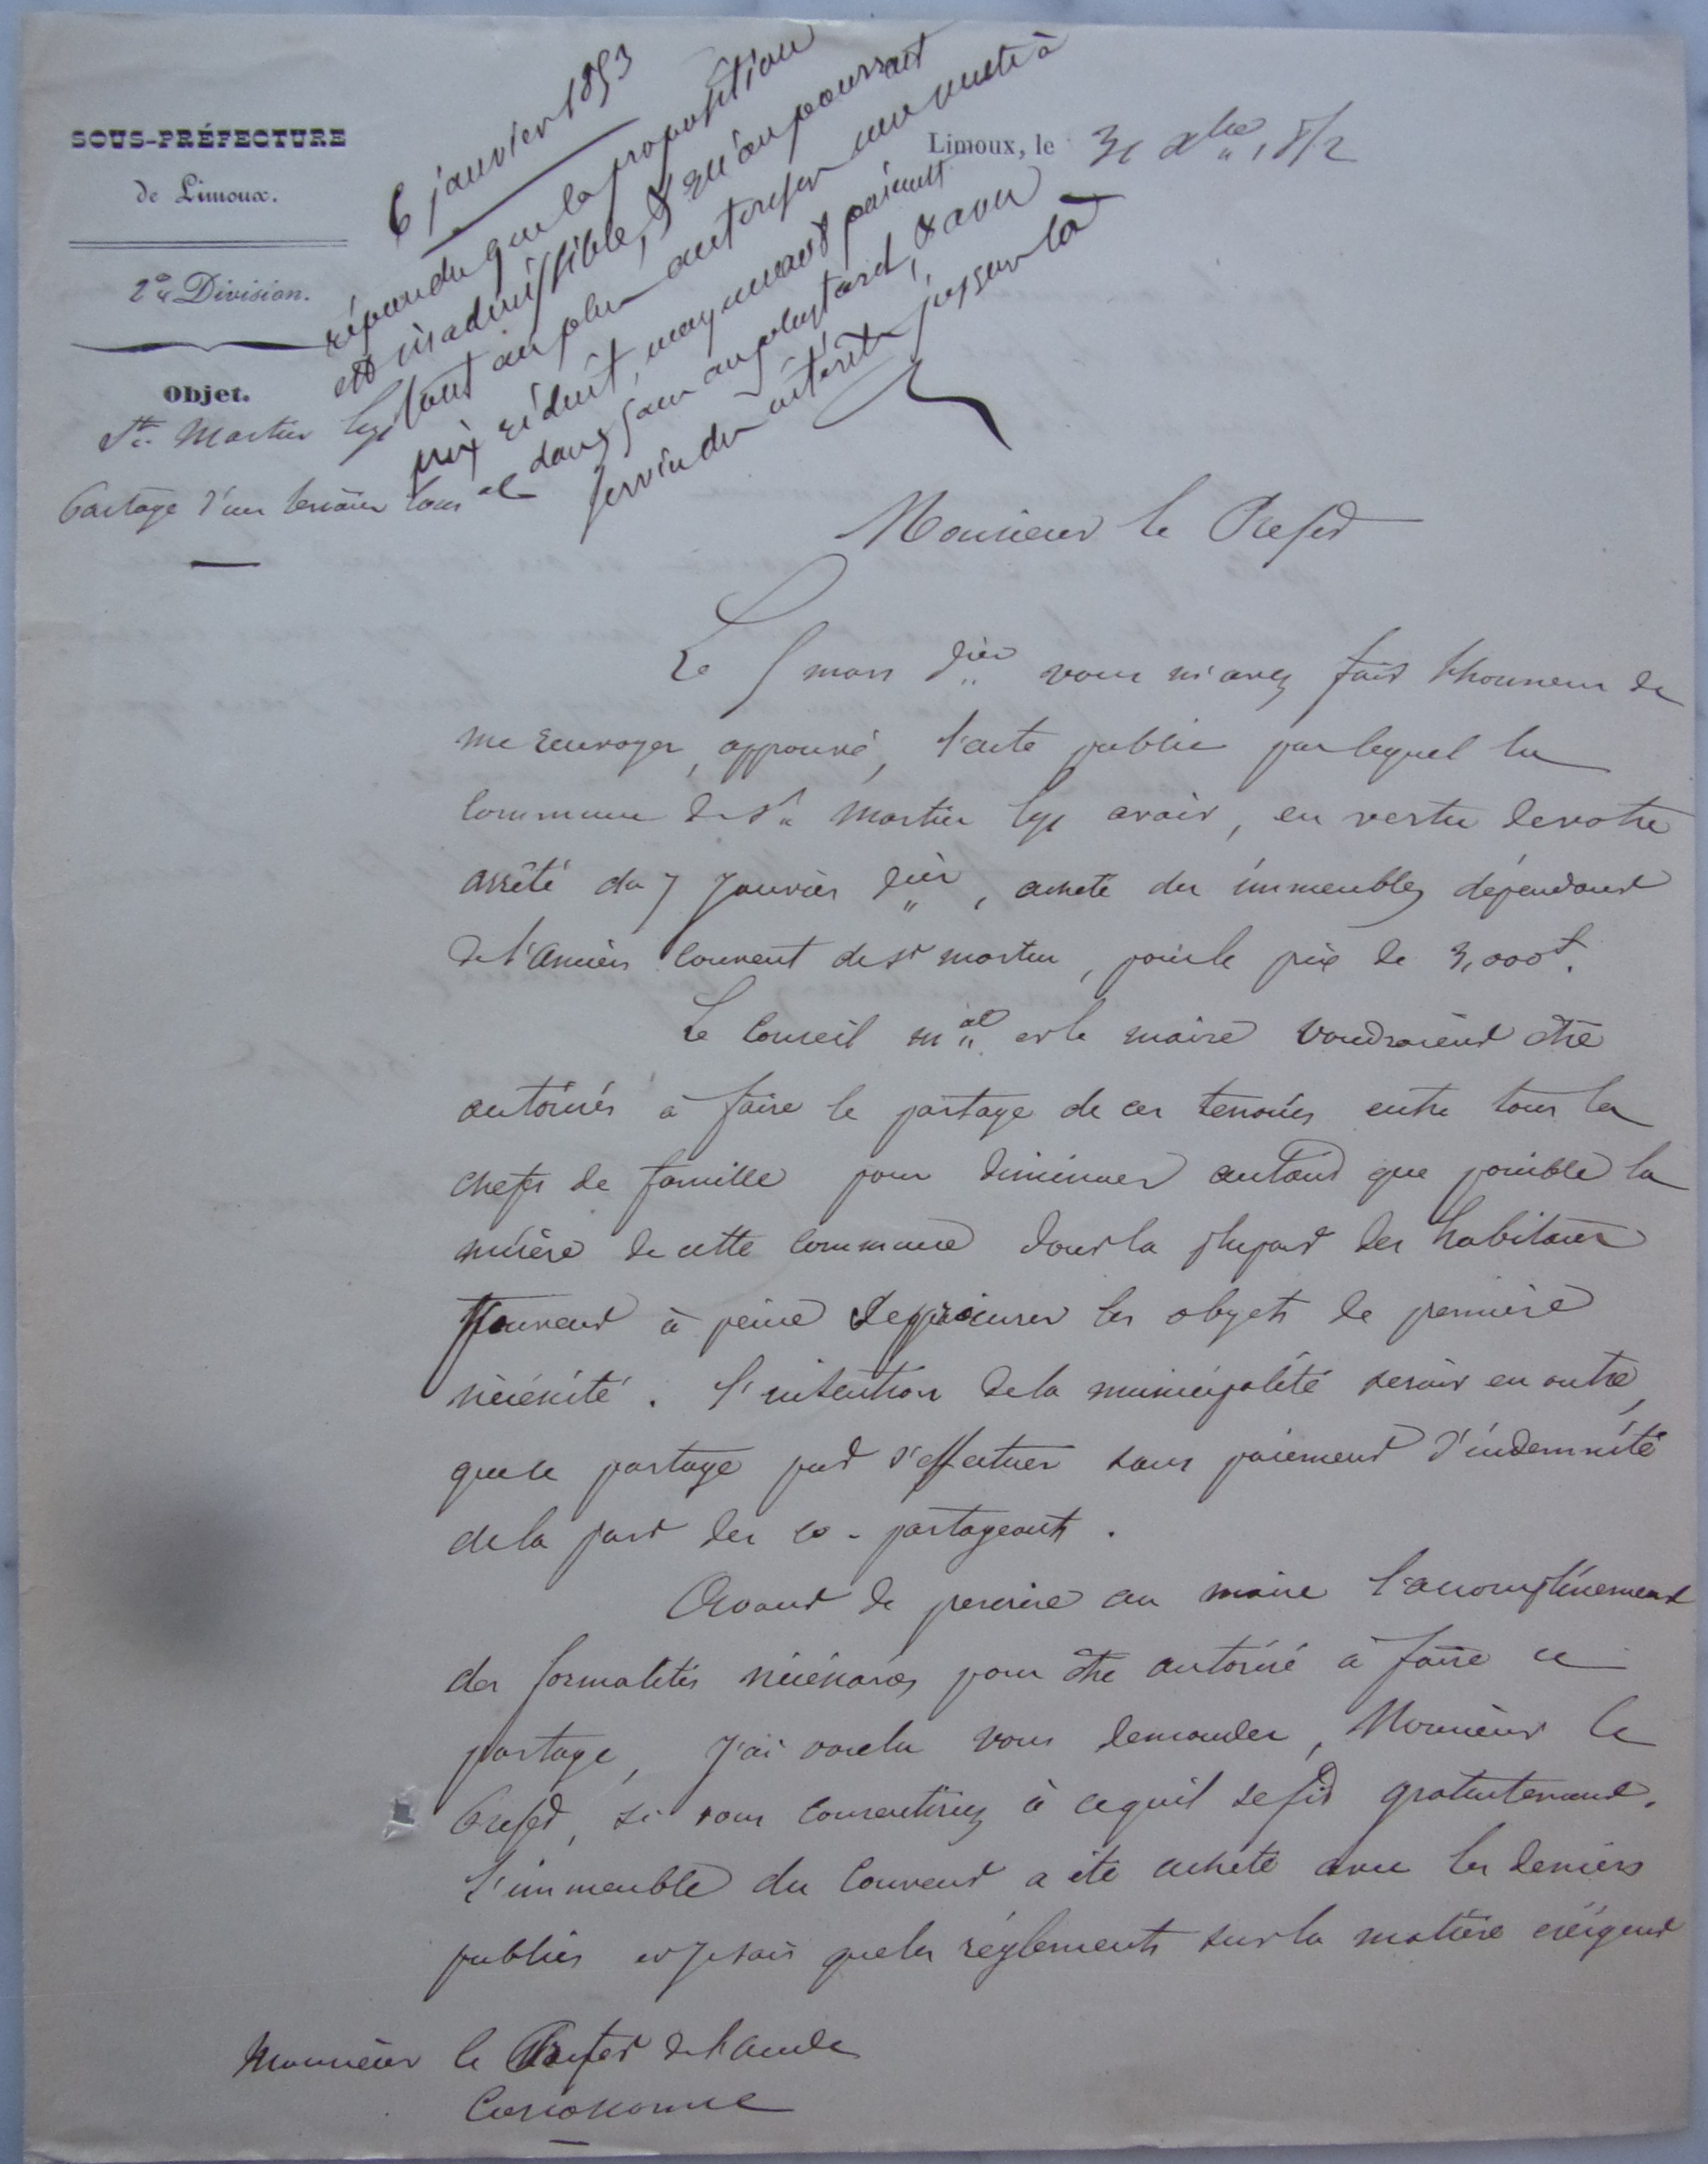 SOUS-PRÉFECTURE
de Limoux.
2e Division.
Objet.
St. Martin lys
Partage d'un terrain com al
6 janvier 1853
répondu que la proposition
est inadmissible, & qu'on pourrait
tout au plus autoriser une vente à
prix réduit, moyennant paiement
dans ans au plus tard, & avec
service des intérêts jusques là
Limoux, le 31 Xbre 1852
Monsieur le Préfet
Le 5 mars dier vous m'avez fait l'honneur de
me renvoyer, approuvé, l'acte public par lequel la
Commune de St Martin lys avait, en vertu de votre
arrêté du 7 Janvier dier, acheté des immeubles dépendant
de l'ancien Couvent de St martin, pour le prix de 3,000f.
Le Conseil mal et le maire voudraient être
autorisés à faire le partage de ces terrains entre tous les
chefs de famille pour diminuer autant que possible la
misère de cette commune dont la plupart des habitans
peuvent à peine se procurer les objets de première
nécessité. L'intention de la municipalité serait en outre,
que le partage put s'effectuer sans paiement d'indemnité
de la part des co-partageants.
Avant de prescrire au maire l'accomplissement
des formalités nécessaires pour être autorisé à faire ce
partage, J'ai voulu vous demander, Monsieur le
Préfet, si vous consentiriez à ce qu'il se fit gratuitement.
L'immeuble du Couvent a été acheté avec les deniers
publics et Je sais que les réglements sur la matière exigent
Monsieur le Préfet de l'aude
Carcassonne